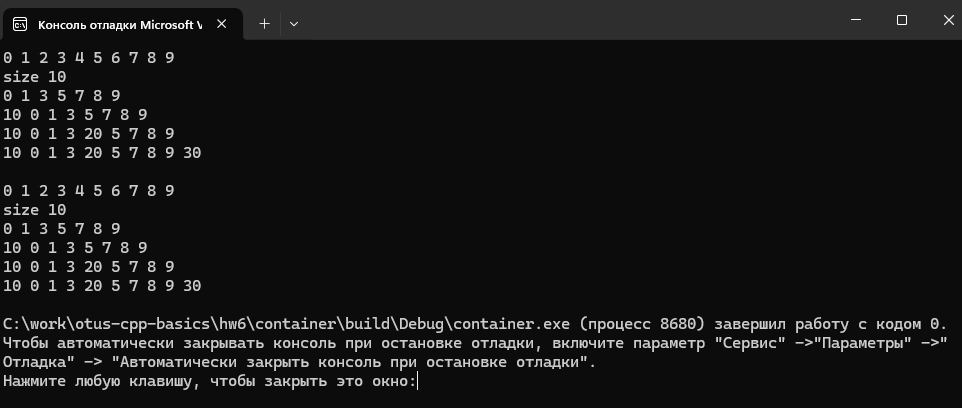 Консоль отладки Microsoft V
0 1 2 3 4 5 6 7 8 9
size 10
0 1 3 5 7 8 9
10 0 1 3 5 7 8 9
10 0 1 3 20 5 7 8 9
10 0 1 3 20 5 7 8 9 30
0 1 2 3 4 5 6 7 8 9
size 10
0 1 3 5 7 8 9
10 0 1 3 5 7 8 9
10 0 1 3 20 5 7 8 9
10 0 1 3 20 5 7 8 9 30
C:\work\otus-cpp-basics\hw6\container\build\Debug\container.exe (процесс 8680) завершил работу с кодом 0.
Чтобы автоматически закрывать консоль при остановке отладки, включите параметр "Сервис" ->"Параметры" ->"
Отладка" -> "Автоматически закрыть консоль при остановке отладки".
Нажмите любую клавишу, чтобы закрыть это окно: